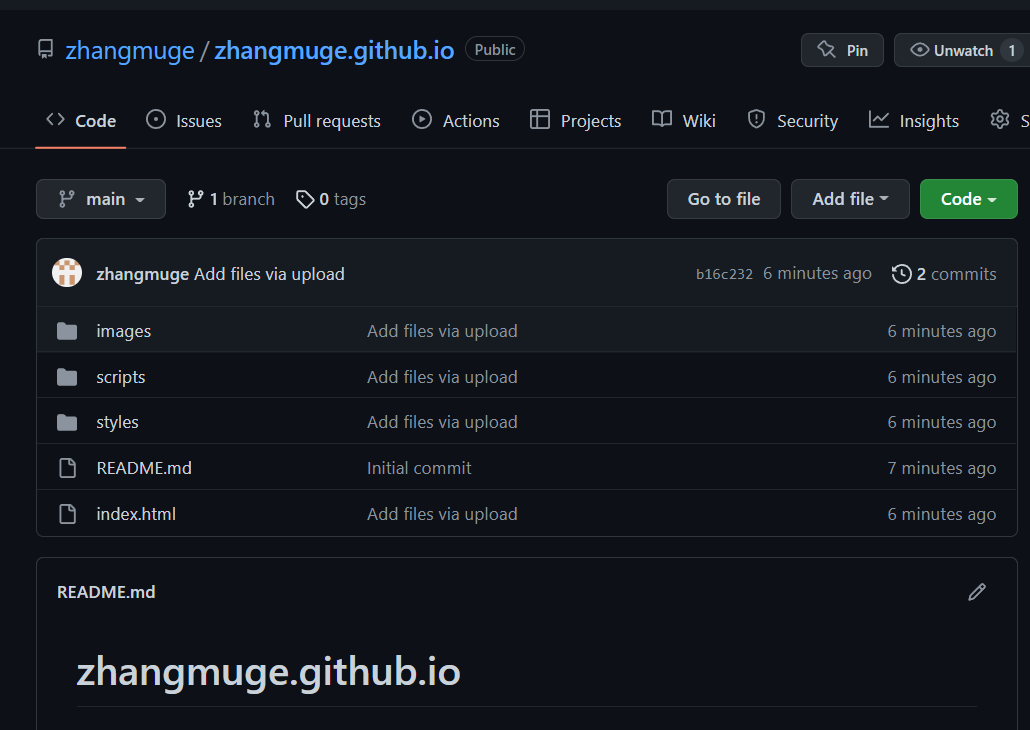 zhangmuge / zhangmuge.github.io Public Pin Unwatch 1
Code Issues Pull requests Actions Projects Wiki Security Insights S
main 1 branch 0 tags Go to file Add file Code
zhangmuge Add files via upload b16c232 6 minutes ago 2 commits
images Add files via upload 6 minutes ago
scripts Add files via upload 6 minutes ago
styles Add files via upload 6 minutes ago
README.md Initial commit 7 minutes ago
index.html Add files via upload 6 minutes ago
README.md
zhangmuge.github.io